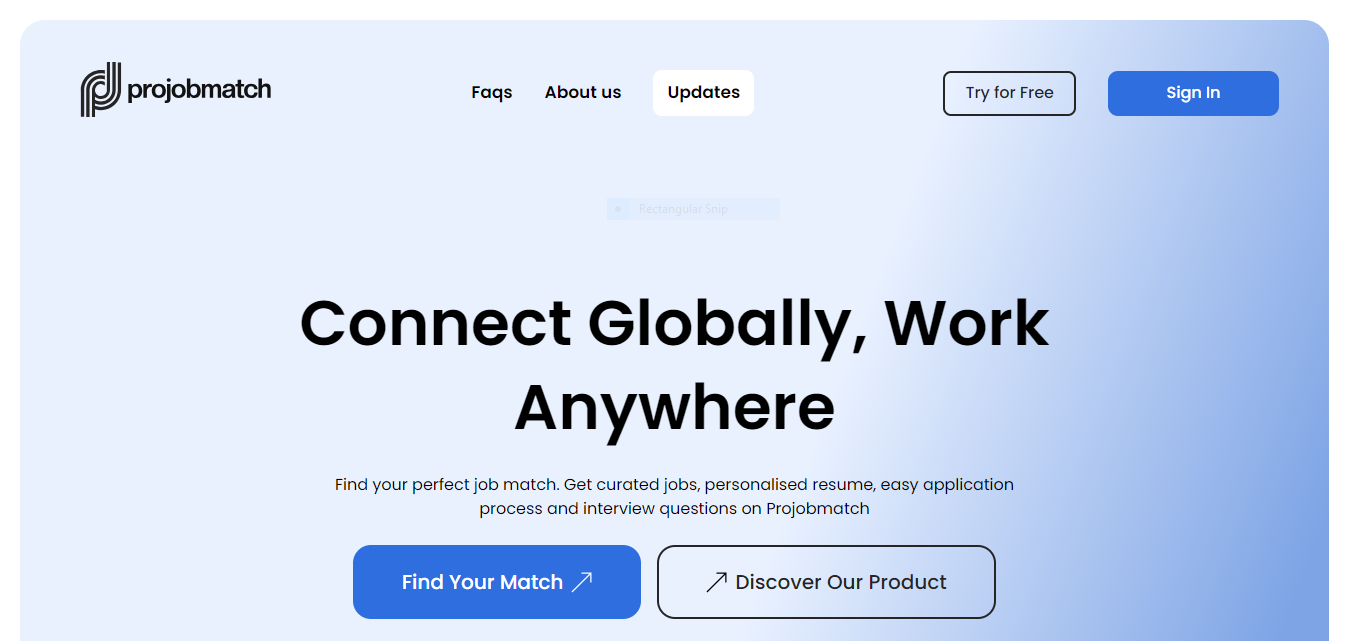 projobmatch
Faqs
About us
Updates
Try for Free
Sign In
Rectangular Snip
Connect Globally, Work
Anywhere
Find your perfect job match. Get curated jobs, personalised resume, easy application
process and interview questions on Projobmatch
Find Your Match
Discover Our Product